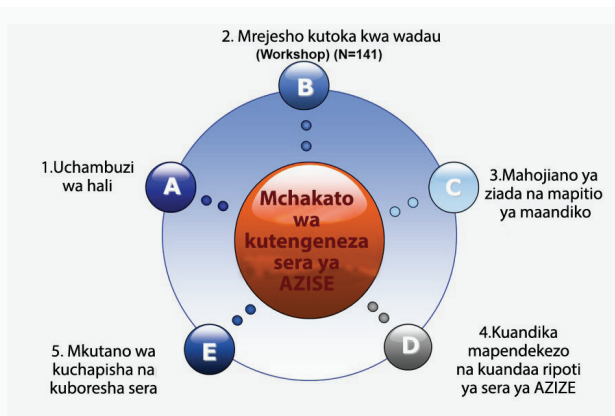 2. Mrejesho kutoka kwa wadau
(Workshop) (N=141)
B
1.Uchambuzi
wa hali
A
C
3.Mahojiano ya
ziada na mapitio
ya maandiko
Mchakato
wa
kutengeneza
sera ya
AZISE
E
5. Mkutano wa
kuchapisha na
kuboresha sera
D
4.Kuandika
mapendekezo
na kuandaa ripoti
ya sera ya AZIZE